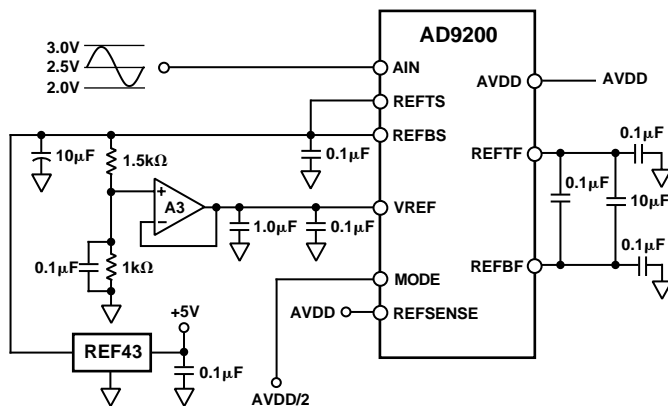 AD9200
3.0V
2.5V
2.0V
AIN
AVDD
AVDD
REFTS
REFBS
10μF
1.5kΩ
0.1μF
REFTF
0.1μF
+
A3
−
VREF
1.0μF
0.1μF
0.1μF
10μF
0.1μF
1kΩ
MODE
REFBF
0.1μF
AVDD
REFSENSE
+5V
REF43
0.1μF
AVDD/2